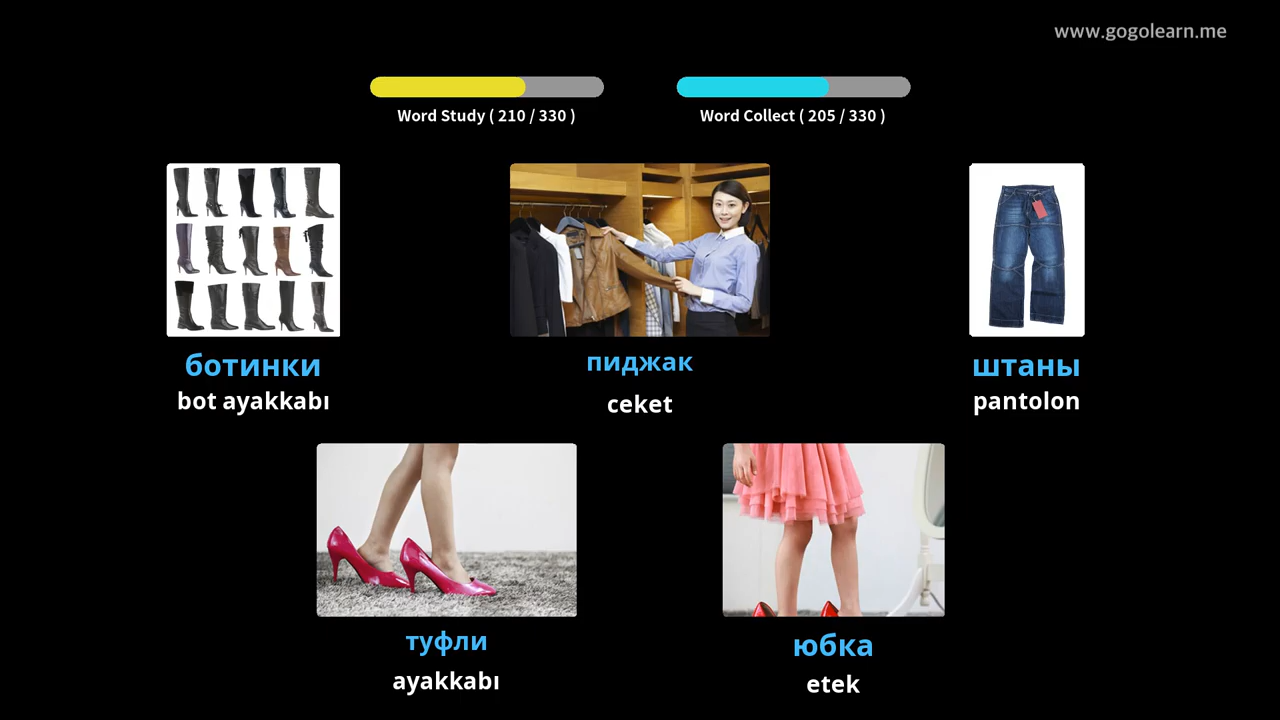 www.gogolearn.me
Word Study ( 210 / 330 )
Word Collect ( 205 / 330 )
ботинки
bot ayakkabı
пиджак
ceket
штаны
pantolon
туфли
ayakkabı
юбка
etek